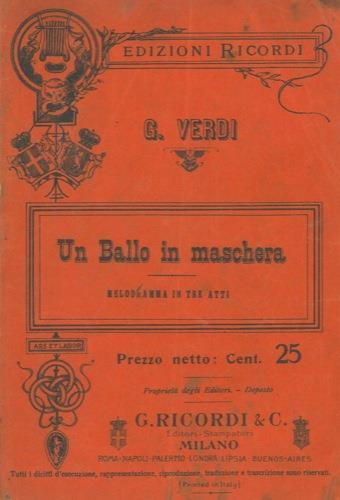 EDIZIONI RICORDI
G. VERDI
Un Ballo in maschera
MELODRAMMA IN TRE ATTI
ARS ET LABOR
Prezzo netto: Cent. 25
Proprietà degli Editori. - Deposto
G. RICORDI & C.
Editori-Stampatori
MILANO
ROMA-NAPOLI-PALERMO-LONDRA-LIPSIA-BUENOS-AIRES.
Tutti i diritti d'esecuzione, rappresentazione, riproduzione, traduzione e trascrizione sono riservati.
(Printed in Italy)